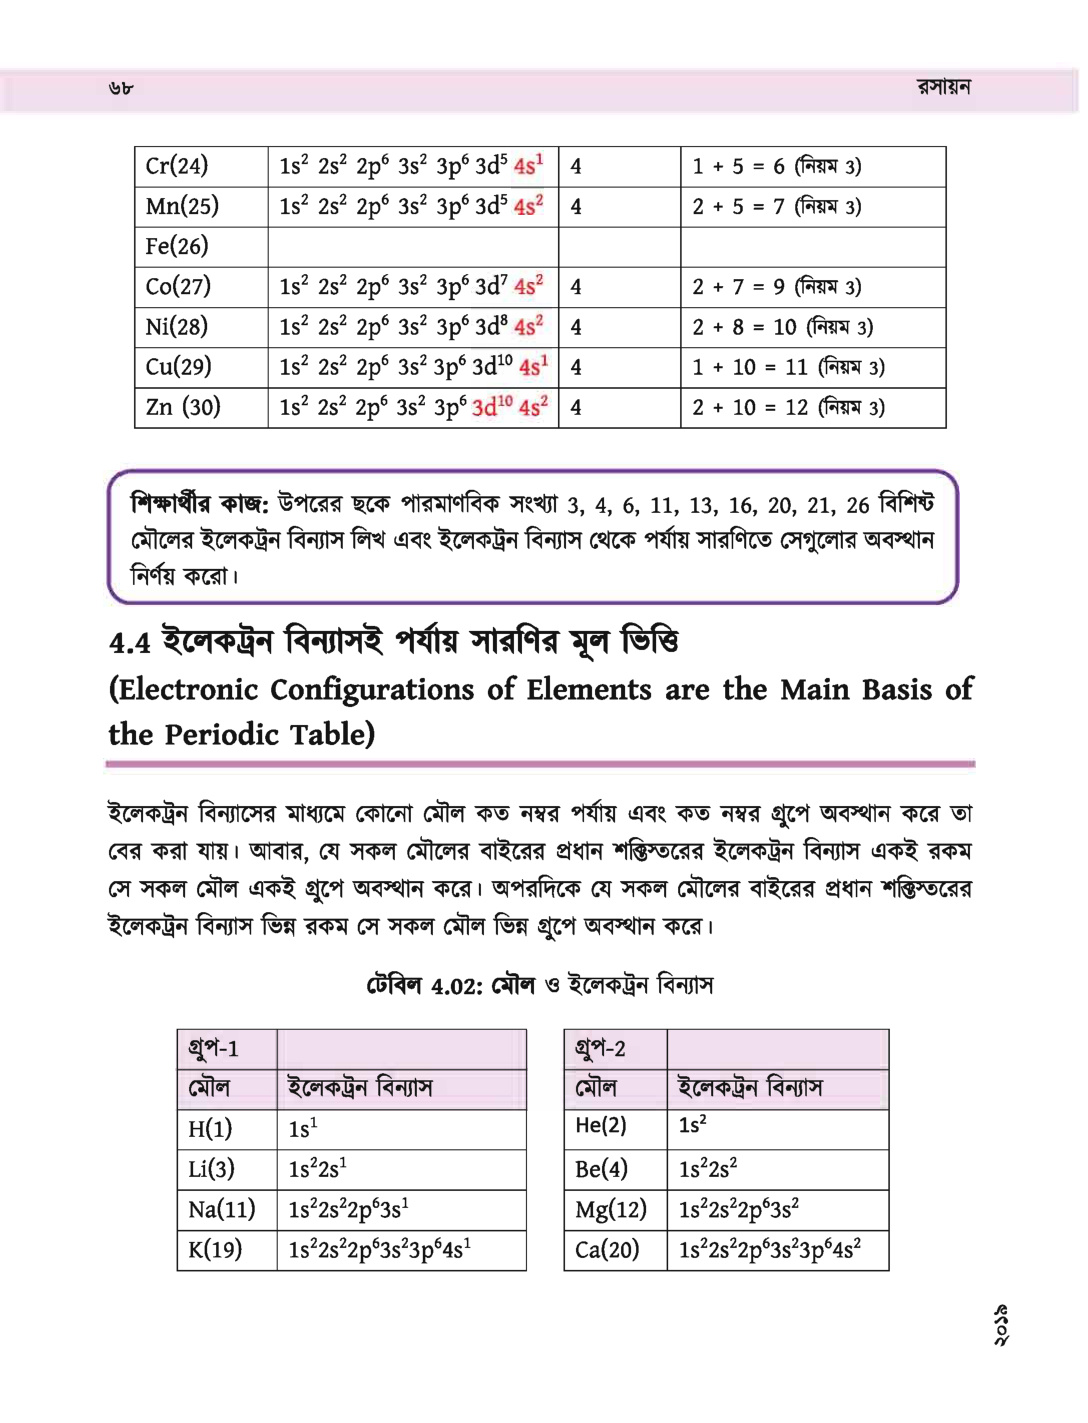 ৬৮ রসায়ন
Cr(24) 1s² 2s² 2p⁶ 3s² 3p⁶ 3d⁵ 4s¹ 4 1 + 5 = 6 (নিয়ম 3)
Mn(25) 1s² 2s² 2p⁶ 3s² 3p⁶ 3d⁵ 4s² 4 2 + 5 = 7 (নিয়ম 3)
Fe(26)
Co(27) 1s² 2s² 2p⁶ 3s² 3p⁶ 3d⁷ 4s² 4 2 + 7 = 9 (নিয়ম 3)
Ni(28) 1s² 2s² 2p⁶ 3s² 3p⁶ 3d⁸ 4s² 4 2 + 8 = 10 (নিয়ম 3)
Cu(29) 1s² 2s² 2p⁶ 3s² 3p⁶ 3d¹⁰ 4s¹ 4 1 + 10 = 11 (নিয়ম 3)
Zn (30) 1s² 2s² 2p⁶ 3s² 3p⁶ 3d¹⁰ 4s² 4 2 + 10 = 12 (নিয়ম 3)
শিক্ষার্থীর কাজ: উপরের ছকে পারমাণবিক সংখ্যা 3, 4, 6, 11, 13, 16, 20, 21, 26 বিশিষ্ট
মৌলের ইলেকট্রন বিন্যাস লিখ এবং ইলেকট্রন বিন্যাস থেকে পর্যায় সারণিতে সেগুলোর অবস্থান
নির্ণয় করো।
4.4 ইলেকট্রন বিন্যাসই পর্যায় সারণির মূল ভিত্তি
(Electronic Configurations of Elements are the Main Basis of
the Periodic Table)
ইলেকট্রন বিন্যাসের মাধ্যমে কোনো মৌল কত নম্বর পর্যায় এবং কত নম্বর গ্রুপে অবস্থান করে তা
বের করা যায়। আবার, যে সকল মৌলের বাইরের প্রধান শক্তিস্তরের ইলেকট্রন বিন্যাস একই রকম
সে সকল মৌল একই গ্রুপে অবস্থান করে। অপরদিকে যে সকল মৌলের বাইরের প্রধান শক্তিস্তরের
ইলেকট্রন বিন্যাস ভিন্ন রকম সে সকল মৌল ভিন্ন গ্রুপে অবস্থান করে।
টেবিল 4.02: মৌল ও ইলেকট্রন বিন্যাস
গ্রুপ-1
মৌল ইলেকট্রন বিন্যাস
H(1) 1s¹
Li(3) 1s²2s¹
Na(11) 1s²2s²2p⁶3s¹
K(19) 1s²2s²2p⁶3s²3p⁶4s¹
গ্রুপ-2
মৌল ইলেকট্রন বিন্যাস
He(2) 1s²
Be(4) 1s²2s²
Mg(12) 1s²2s²2p⁶3s²
Ca(20) 1s²2s²2p⁶3s²3p⁶4s²
২০১৯